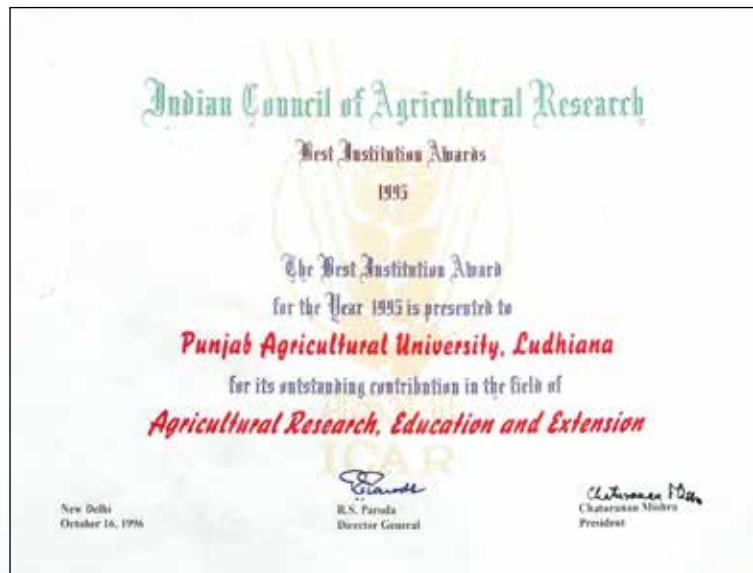 Indian Council of Agricultural Research
Best Institution Awards
1995
The Best Institution Award
for the Year 1995 is presented to
Punjab Agricultural University, Ludhiana
for its outstanding contribution in the field of
Agricultural Research, Education and Extension
ICAR
New Delhi
October 16, 1996
R.S. Paroda
Director General
Chaturanan Mishra
Chaturanan Mishra
President